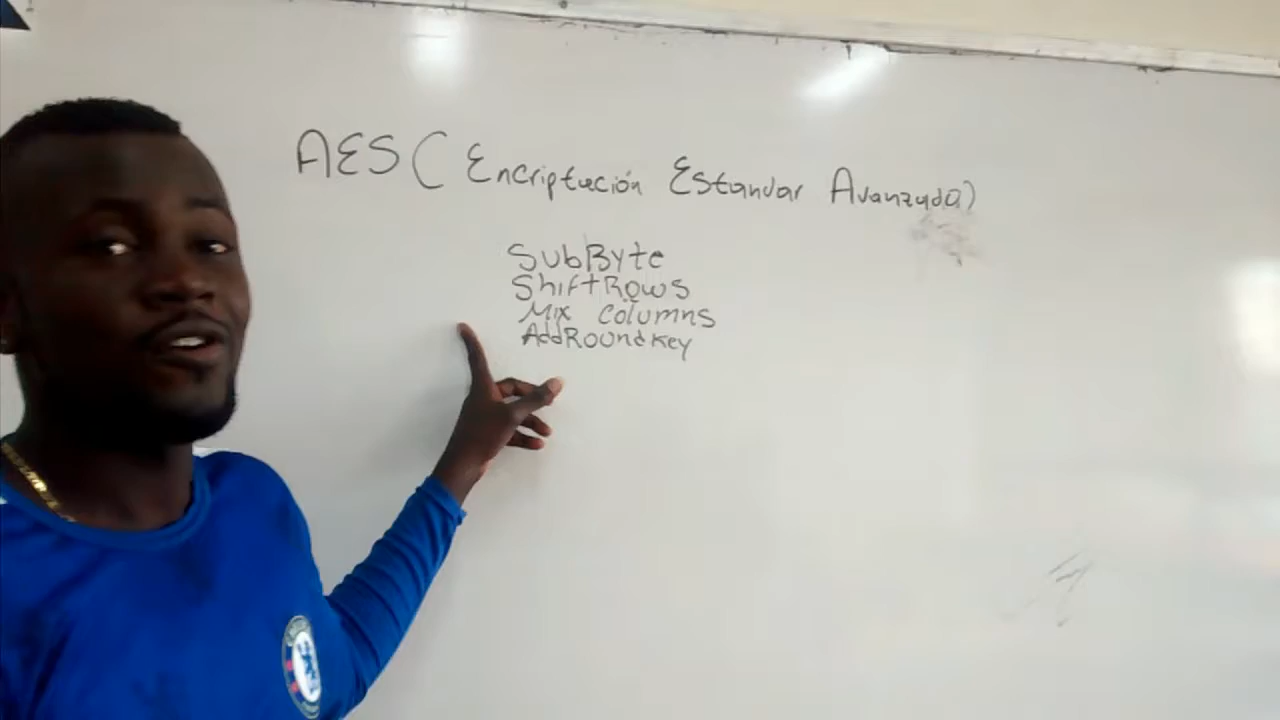 AES (Encriptación Estandar Avanzada)
SubByte
ShiftRows
Mix Columns
AddRoundKey